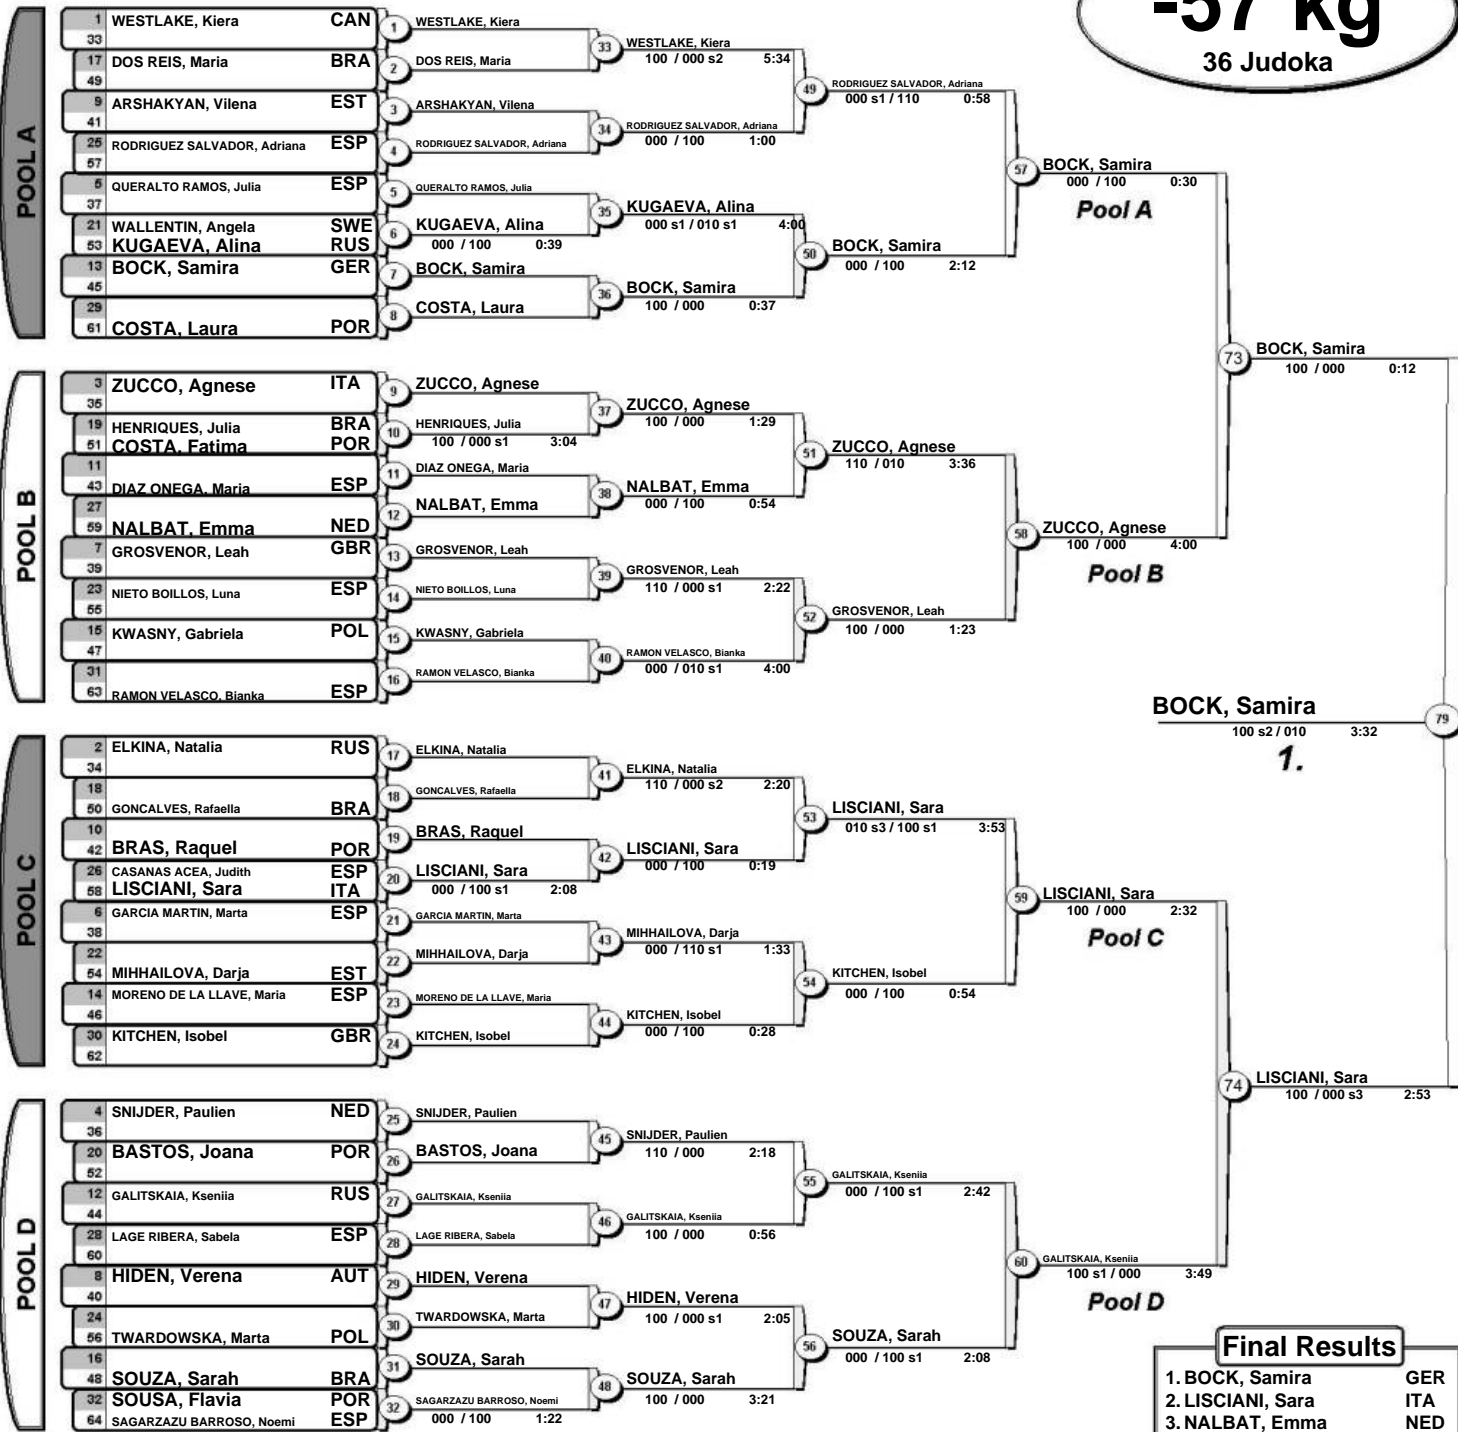 -57 kg
36 Judoka
POOL A
1 WESTLAKE, Kiera CAN
33
17 DOS REIS, Maria BRA
49
9 ARSHAKYAN, Vilena EST
41
25 RODRIGUEZ SALVADOR, Adriana ESP
57
5 QUERALTO RAMOS, Julia ESP
37
21 WALLENTIN, Angela SWE
53 KUGAEVA, Alina RUS
13 BOCK, Samira GER
45
29
61 COSTA, Laura POR
1 WESTLAKE, Kiera
2 DOS REIS, Maria
3 ARSHAKYAN, Vilena
4 RODRIGUEZ SALVADOR, Adriana
5 QUERALTO RAMOS, Julia
6 KUGAEVA, Alina
000 / 100 0:39
7 BOCK, Samira
8 COSTA, Laura
33 WESTLAKE, Kiera
100 / 000 s2 5:34
34 RODRIGUEZ SALVADOR, Adriana
000 / 100 1:00
35 KUGAEVA, Alina
000 s1 / 010 s1 4:00
36 BOCK, Samira
100 / 000 0:37
49 RODRIGUEZ SALVADOR, Adriana
000 s1 / 110 0:58
50 BOCK, Samira
000 / 100 2:12
57 BOCK, Samira
000 / 100 0:30
Pool A
POOL B
3 ZUCCO, Agnese ITA
35
19 HENRIQUES, Julia BRA
51 COSTA, Fatima POR
11
43 DIAZ ONEGA, Maria ESP
27
59 NALBAT, Emma NED
7 GROSVENOR, Leah GBR
39
23 NIETO BOILLOS, Luna ESP
55
15 KWASNY, Gabriela POL
47
31
63 RAMON VELASCO, Bianka ESP
9 ZUCCO, Agnese
10 HENRIQUES, Julia
100 / 000 s1 3:04
11 DIAZ ONEGA, Maria
12 NALBAT, Emma
13 GROSVENOR, Leah
14 NIETO BOILLOS, Luna
15 KWASNY, Gabriela
16 RAMON VELASCO, Bianka
37 ZUCCO, Agnese
100 / 000 1:29
38 NALBAT, Emma
000 / 100 0:54
39 GROSVENOR, Leah
110 / 000 s1 2:22
40 RAMON VELASCO, Bianka
000 / 010 s1 4:00
51 ZUCCO, Agnese
110 / 010 3:36
52 GROSVENOR, Leah
100 / 000 1:23
58 ZUCCO, Agnese
100 / 000 4:00
Pool B
73 BOCK, Samira
100 / 000 0:12
BOCK, Samira 79
100 s2 / 010 3:32
1.
POOL C
2 ELKINA, Natalia RUS
34
18
50 GONCALVES, Rafaella BRA
10
42 BRAS, Raquel POR
26 CASANAS ACEA, Judith ESP
58 LISCIANI, Sara ITA
6 GARCIA MARTIN, Marta ESP
38
22
54 MIHHAILOVA, Darja EST
14 MORENO DE LA LLAVE, Maria ESP
46
30 KITCHEN, Isobel GBR
62
17 ELKINA, Natalia
18 GONCALVES, Rafaella
19 BRAS, Raquel
20 LISCIANI, Sara
000 / 100 s1 2:08
21 GARCIA MARTIN, Marta
22 MIHHAILOVA, Darja
23 MORENO DE LA LLAVE, Maria
24 KITCHEN, Isobel
41 ELKINA, Natalia
110 / 000 s2 2:20
42 LISCIANI, Sara
000 / 100 0:19
43 MIHHAILOVA, Darja
000 / 110 s1 1:33
44 KITCHEN, Isobel
000 / 100 0:28
53 LISCIANI, Sara
010 s3 / 100 s1 3:53
54 KITCHEN, Isobel
000 / 100 0:54
59 LISCIANI, Sara
100 / 000 2:32
Pool C
POOL D
4 SNIJDER, Paulien NED
36
20 BASTOS, Joana POR
52
12 GALITSKAIA, Kseniia RUS
44
28 LAGE RIBERA, Sabela ESP
60
8 HIDEN, Verena AUT
40
24
56 TWARDOWSKA, Marta POL
16
48 SOUZA, Sarah BRA
32 SOUSA, Flavia POR
64 SAGARZAZU BARROSO, Noemi ESP
25 SNIJDER, Paulien
26 BASTOS, Joana
27 GALITSKAIA, Kseniia
28 LAGE RIBERA, Sabela
29 HIDEN, Verena
30 TWARDOWSKA, Marta
31 SOUZA, Sarah
32 SAGARZAZU BARROSO, Noemi
000 / 100 1:22
45 SNIJDER, Paulien
110 / 000 2:18
46 GALITSKAIA, Kseniia
100 / 000 0:56
47 HIDEN, Verena
100 / 000 s1 2:05
48 SOUZA, Sarah
100 / 000 3:21
55 GALITSKAIA, Kseniia
000 / 100 s1 2:42
56 SOUZA, Sarah
000 / 100 s1 2:08
60 GALITSKAIA, Kseniia
100 s1 / 000 3:49
Pool D
74 LISCIANI, Sara
100 / 000 s3 2:53
Final Results
1. BOCK, Samira GER
2. LISCIANI, Sara ITA
3. NALBAT, Emma NED